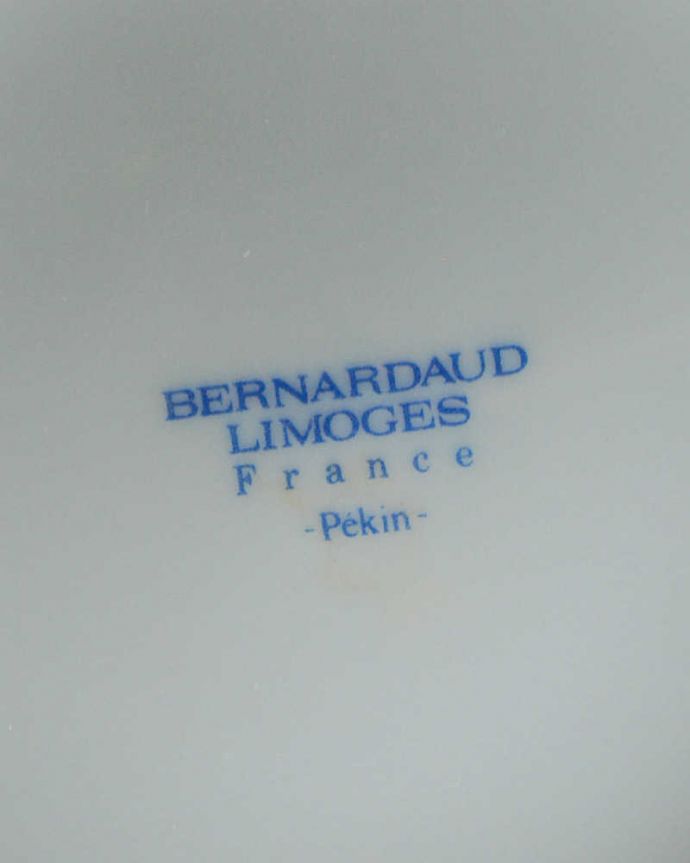 BERNARDAUD
LIMOGES
France
-Pékin-